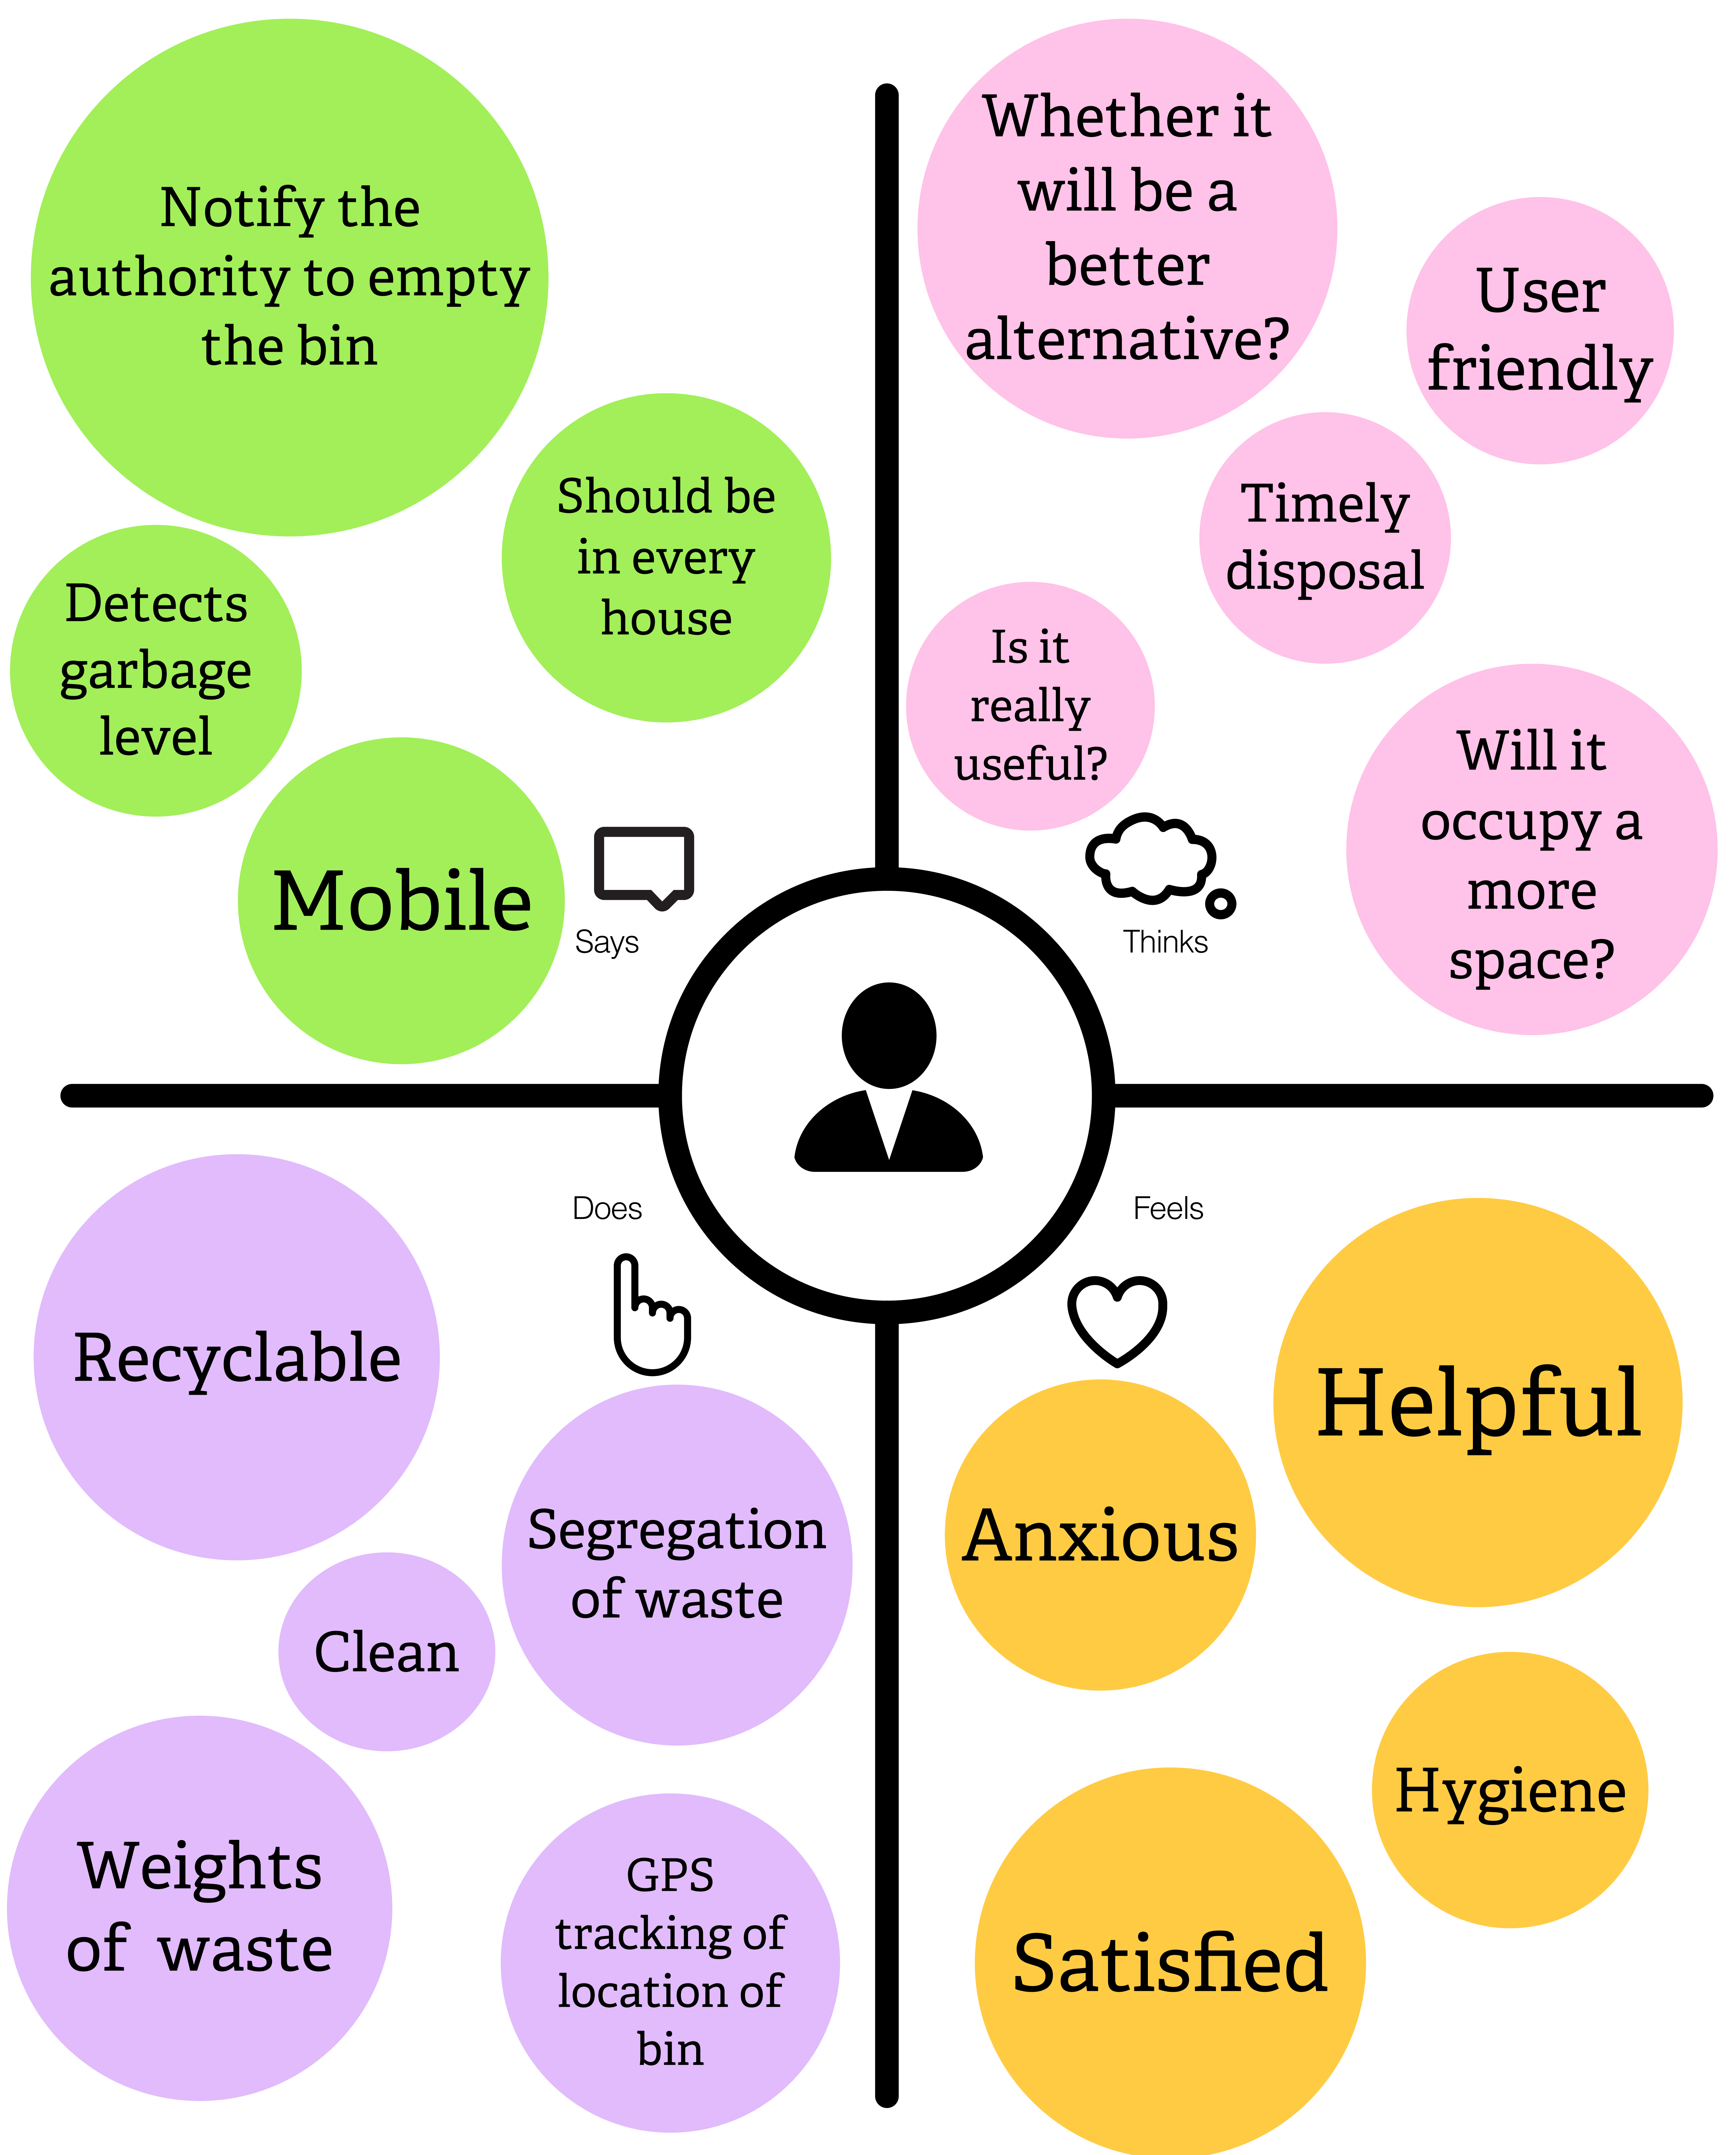 Notify the
authority to empty
the bin
Should be
in every
house
Detects
garbage
level
Mobile
Says
Whether it
will be a
better
alternative?
User
friendly
Timely
disposal
Is it
really
useful?
Will it
occupy a
more
space?
Thinks
Does
Recyclable
Segregation
of waste
Clean
Weights
of waste
GPS
tracking of
location of
bin
Feels
Helpful
Anxious
Hygiene
Satisfied